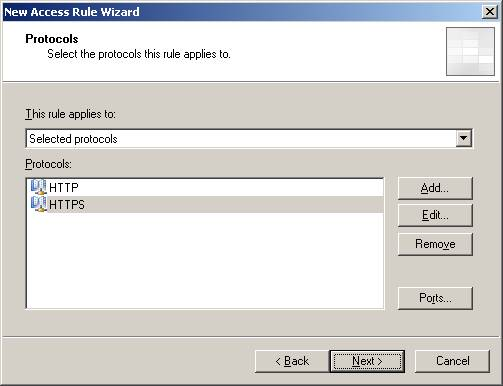 New Access Rule Wizard
Protocols
Select the protocols this rule applies to.
This rule applies to:
Selected protocols
Protocols:
HTTP
HTTPS
Add...
Edit...
Remove
Ports...
< Back
Next >
Cancel